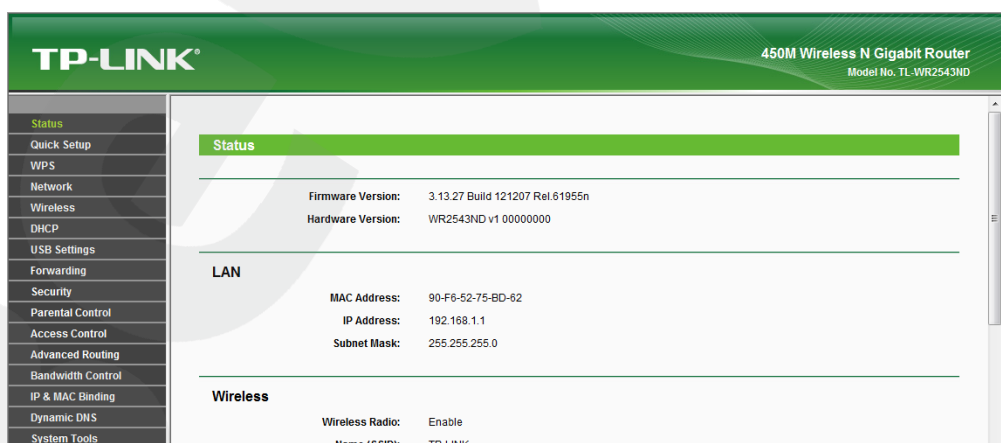 TP-LINK®
450M Wireless N Gigabit Router
Model No. TL-WR2543ND
Status
Quick Setup
WPS
Network
Wireless
DHCP
USB Settings
Forwarding
Security
Parental Control
Access Control
Advanced Routing
Bandwidth Control
IP & MAC Binding
Dynamic DNS
System Tools
Status
Firmware Version: 3.13.27 Build 121207 Rel.61955n
Hardware Version: WR2543ND v1 00000000
LAN
MAC Address: 90-F6-52-75-BD-62
IP Address: 192.168.1.1
Subnet Mask: 255.255.255.0
Wireless
Wireless Radio: Enable
Name (SSID): TP-LINK